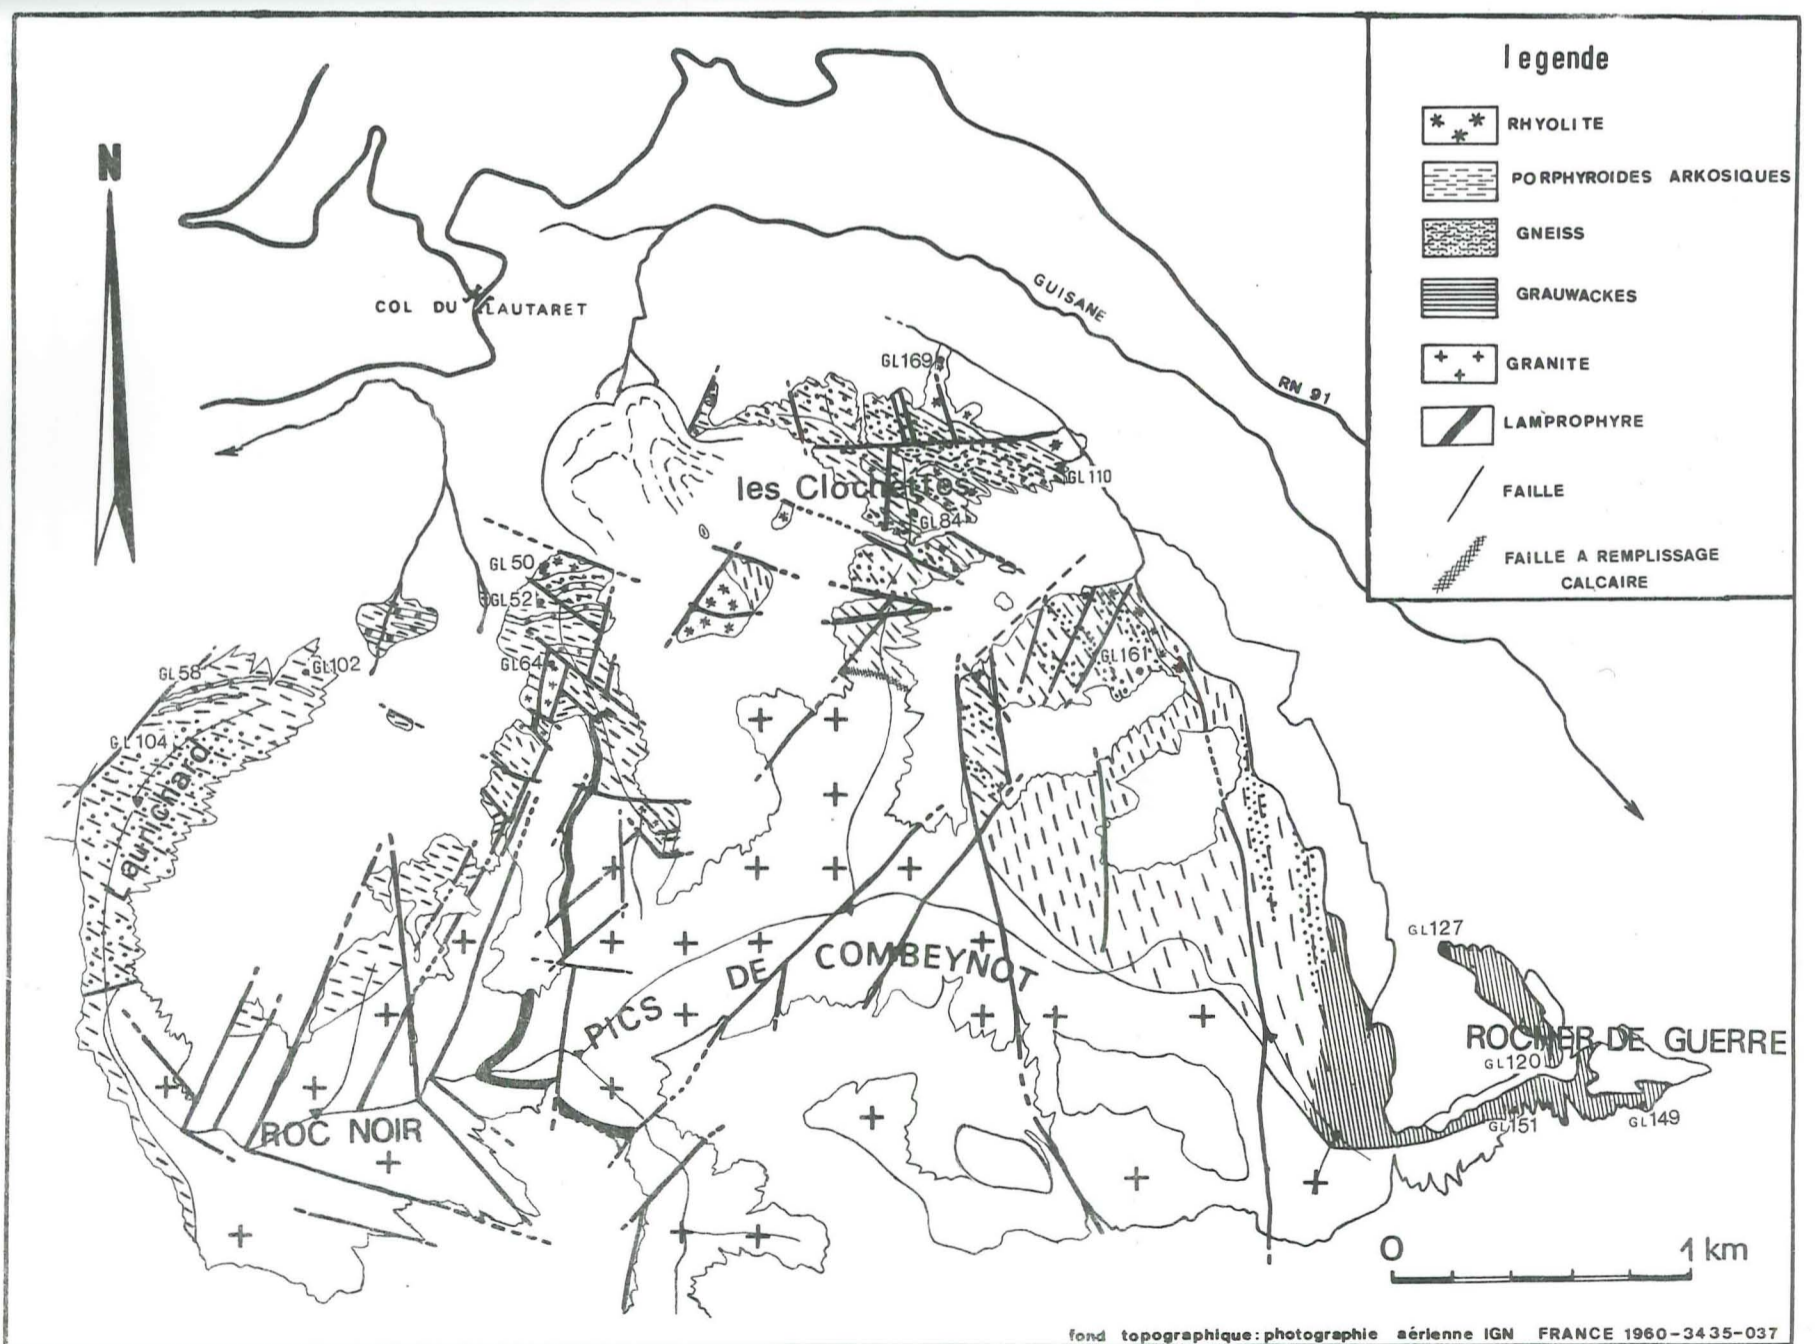 legende
RHYOLITE
PORPHYROIDES ARKOSIQUES
GNEISS
GRAUWACKES
GRANITE
LAMPROPHYRE
FAILLE
FAILLE A REMPLISSAGE
CALCAIRE
N
COL DU LAUTARET
GUISANE
RN 91
GL169
GL110
les Clochettes
GL84
GL50
GL52
GL64
GL58
GL102
GL104
Laurichard
GL161
GL127
PICS DE COMBEYNOT
ROCHER DE GUERRE
GL120
GL151
GL149
ROC NOIR
0 1 km
fond topographique: photographie aérienne IGN FRANCE 1960-3435-037